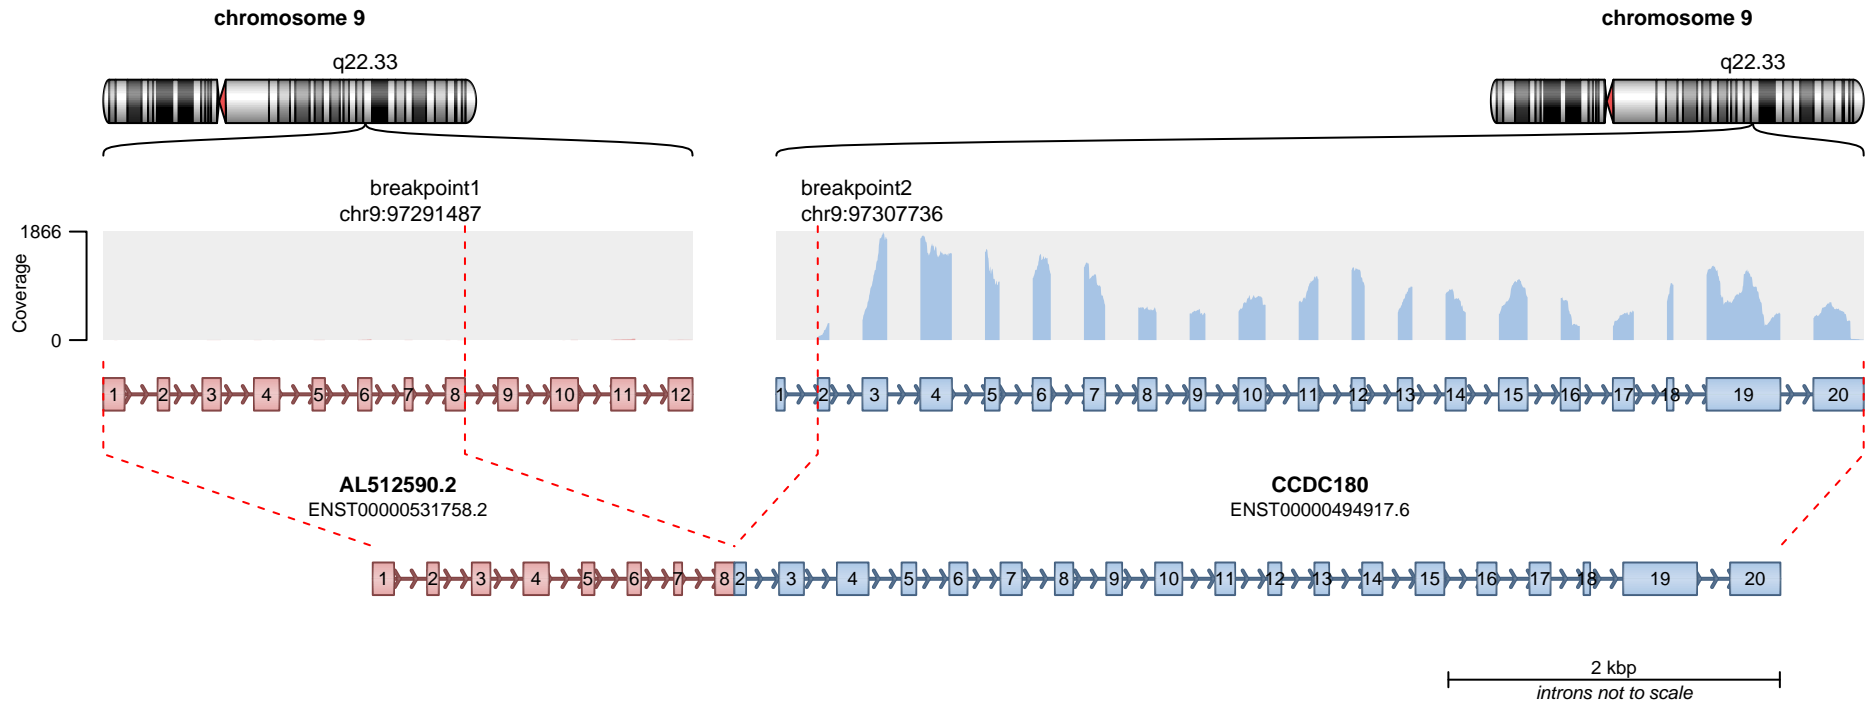 chromosome 9 chromosome 9
q22.33 q22.33
breakpoint1 breakpoint2
chr9:97291487 chr9:97307736
1866
Coverage
0
1 2 3 4 5 6 7 8 9 10 11 12 1 2 3 4 5 6 7 8 9 10 11 12 13 14 15 16 17 18 19 20
AL512590.2 CCDC180
ENST00000531758.2 ENST00000494917.6
1 2 3 4 5 6 7 8 2 3 4 5 6 7 8 9 10 11 12 13 14 15 16 17 18 19 20
2 kbp
introns not to scale